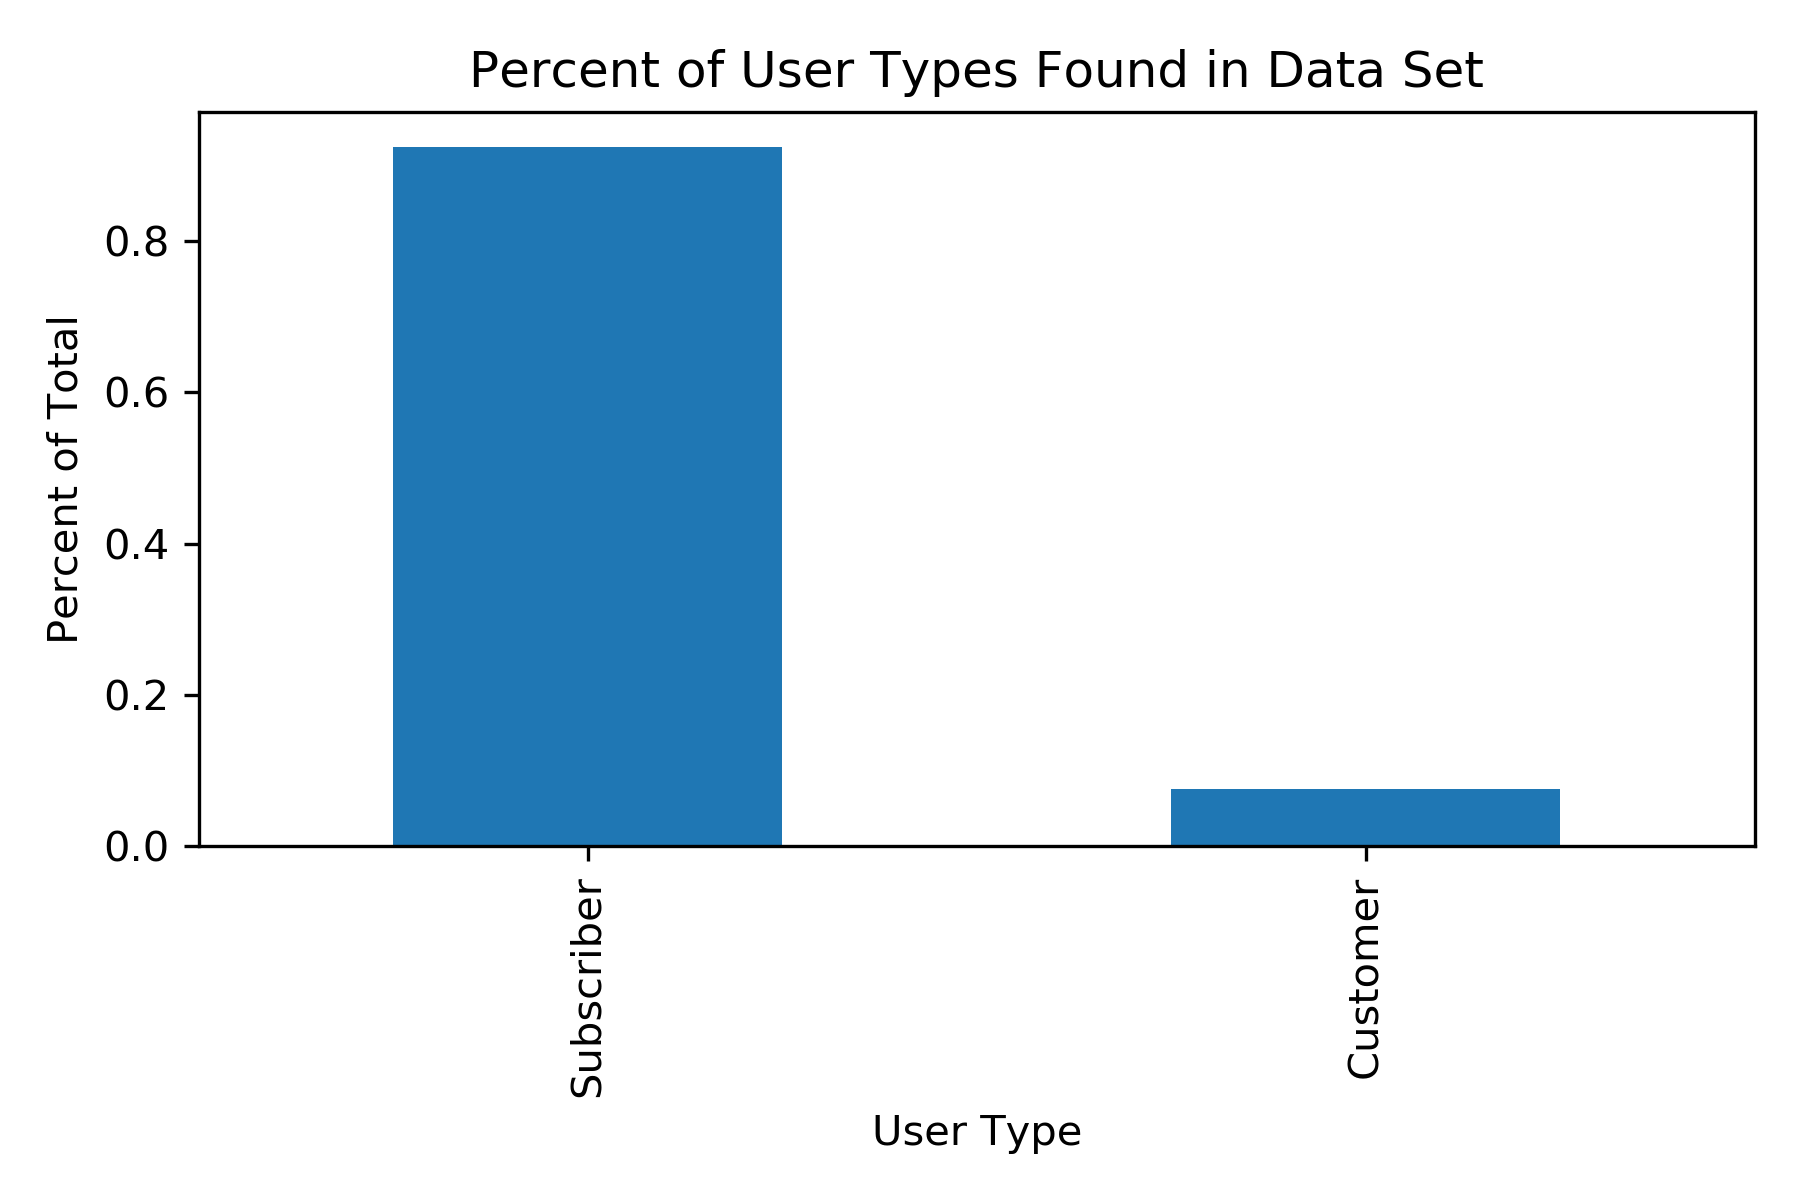 Percent of User Types Found in Data Set
Percent of Total
0.8
0.6
0.4
0.2
0.0
Subscriber
Customer
User Type